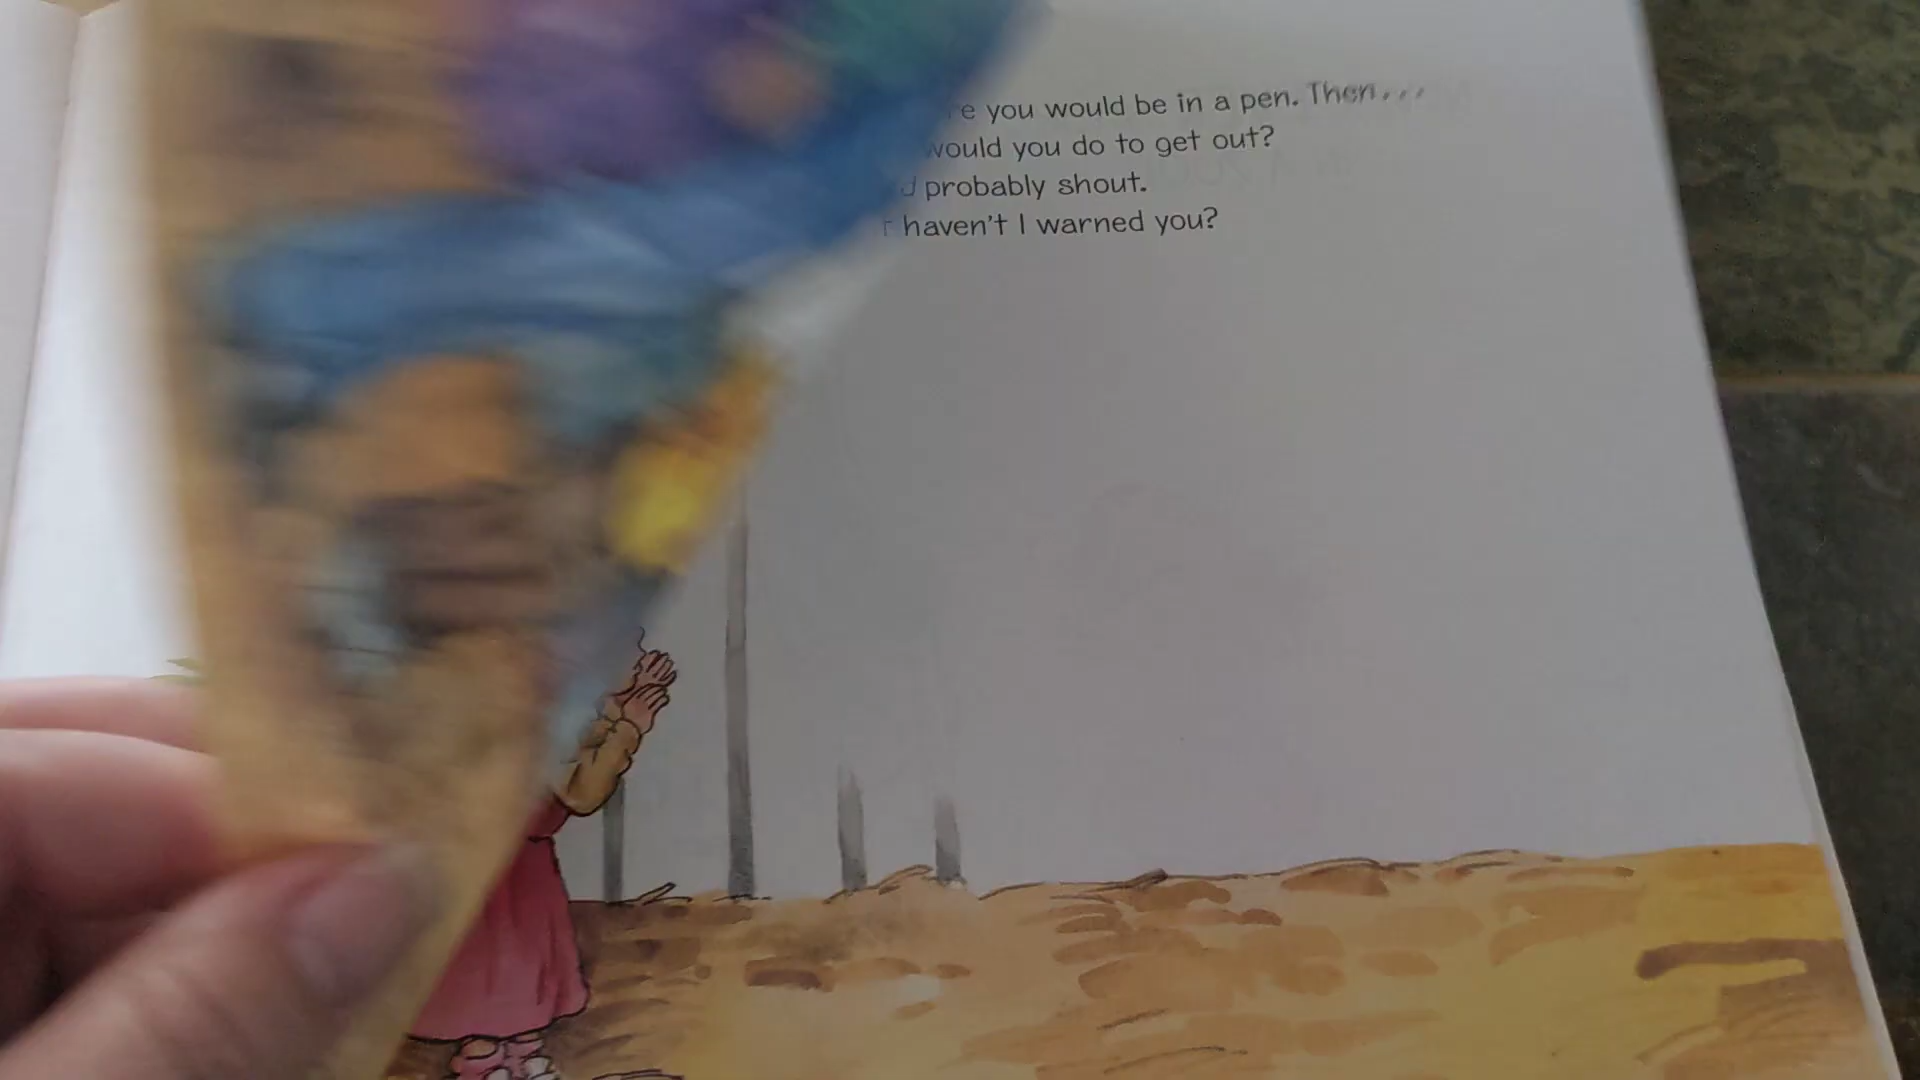 e you would be in a pen. Then...
would you do to get out?
probably shout.
haven't I warned you?